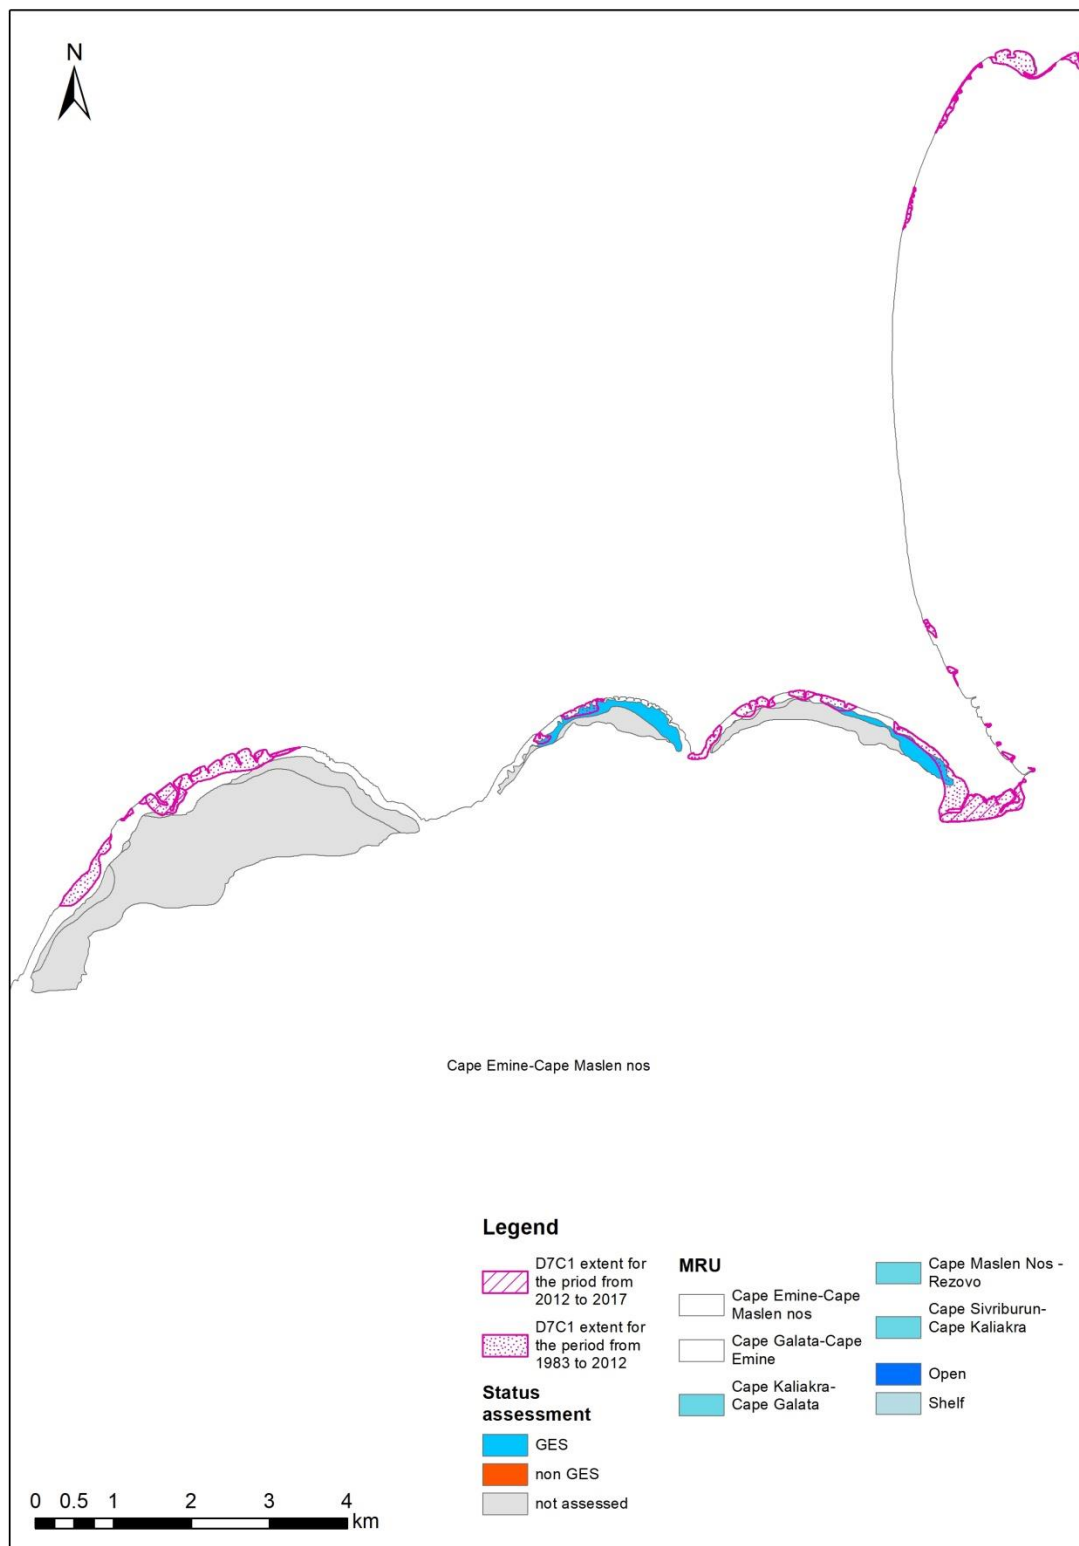 N
Cape Emine-Cape Maslen nos
Legend
D7C1 extent for
the priod from
2012 to 2017
D7C1 extent for
the period from
1983 to 2012
Status
assessment
GES
non GES
not assessed
MRU
Cape Emine-Cape
Maslen nos
Cape Galata-Cape
Emine
Cape Kaliakra-
Cape Galata
Cape Maslen Nos -
Rezovo
Cape Sivriburun-
Cape Kaliakra
Open
Shelf
0 0.5 1 2 3 4
km